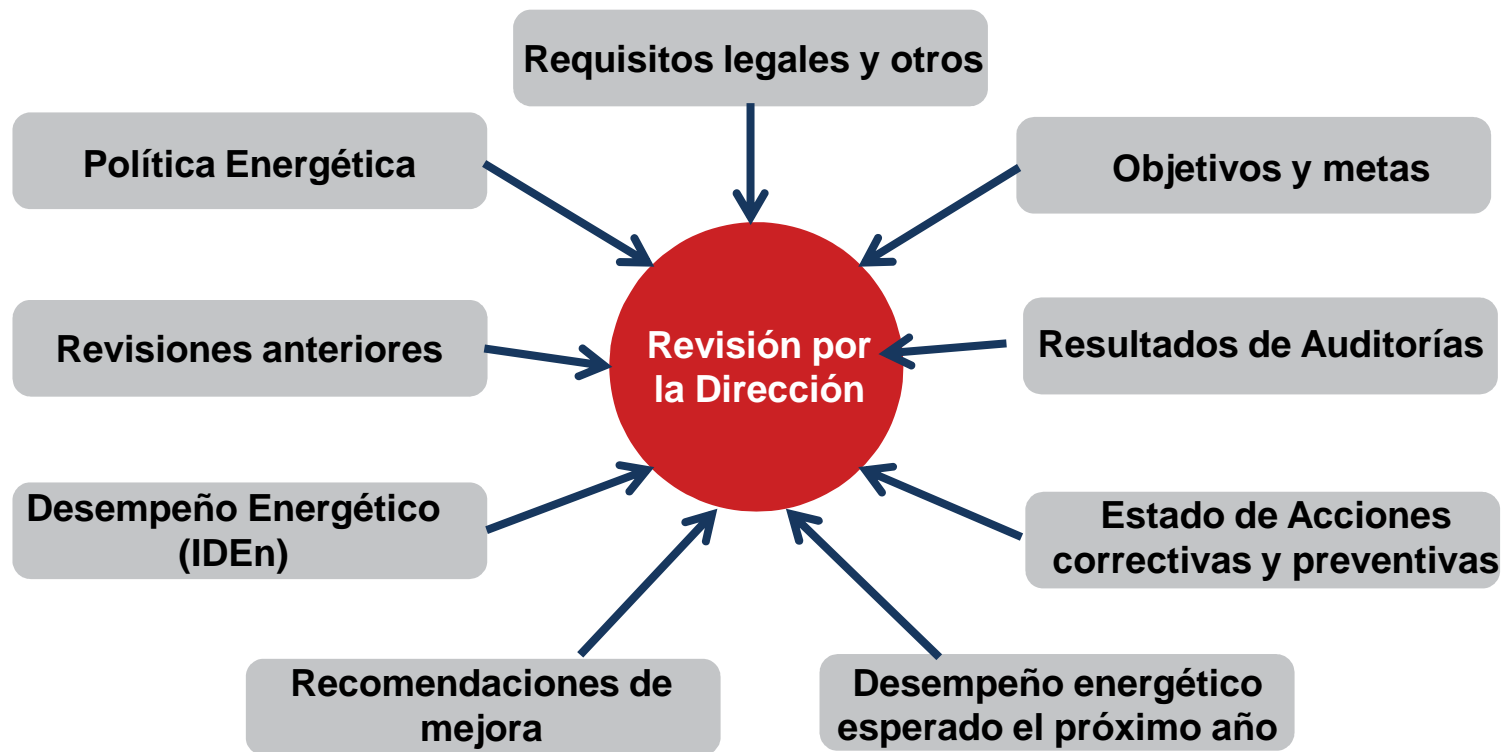 Requisitos legales y otros
Política Energética
Objetivos y metas
Revisiones anteriores
Revisión por
la Dirección
Resultados de Auditorías
Desempeño Energético
(IDEn)
Estado de Acciones
correctivas y preventivas
Recomendaciones de
mejora
Desempeño energético
esperado el próximo año